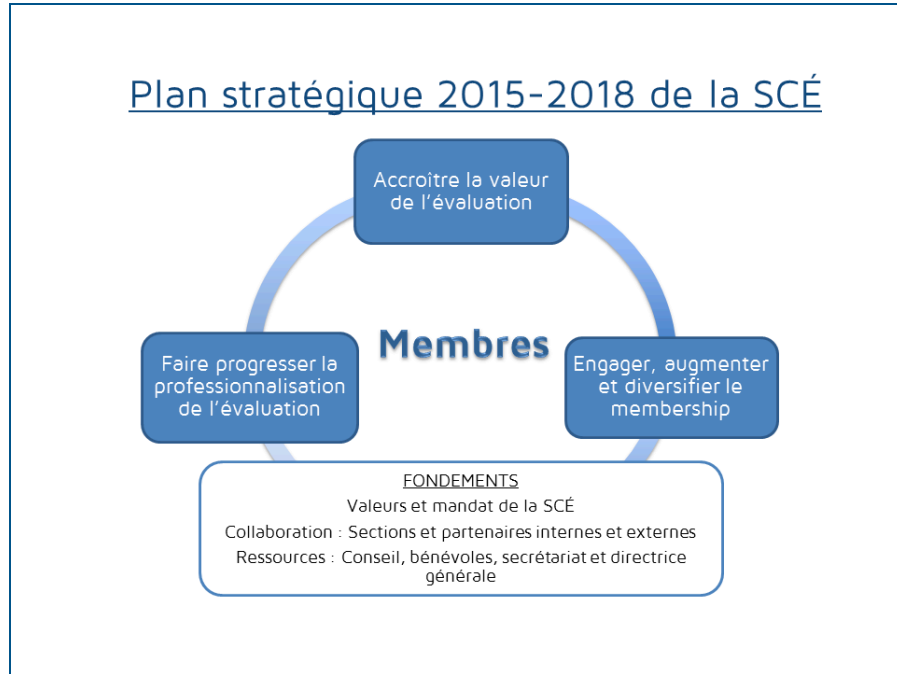 Plan stratégique 2015-2018 de la SCÉ
Accroître la valeur
de l'évaluation
Membres
Faire progresser la
professionnalisation
de l'évaluation
Engager, augmenter
et diversifier le
membership
FONDEMENTS
Valeurs et mandat de la SCÉ
Collaboration : Sections et partenaires internes et externes
Ressources : Conseil, bénévoles, secrétariat et directrice
générale